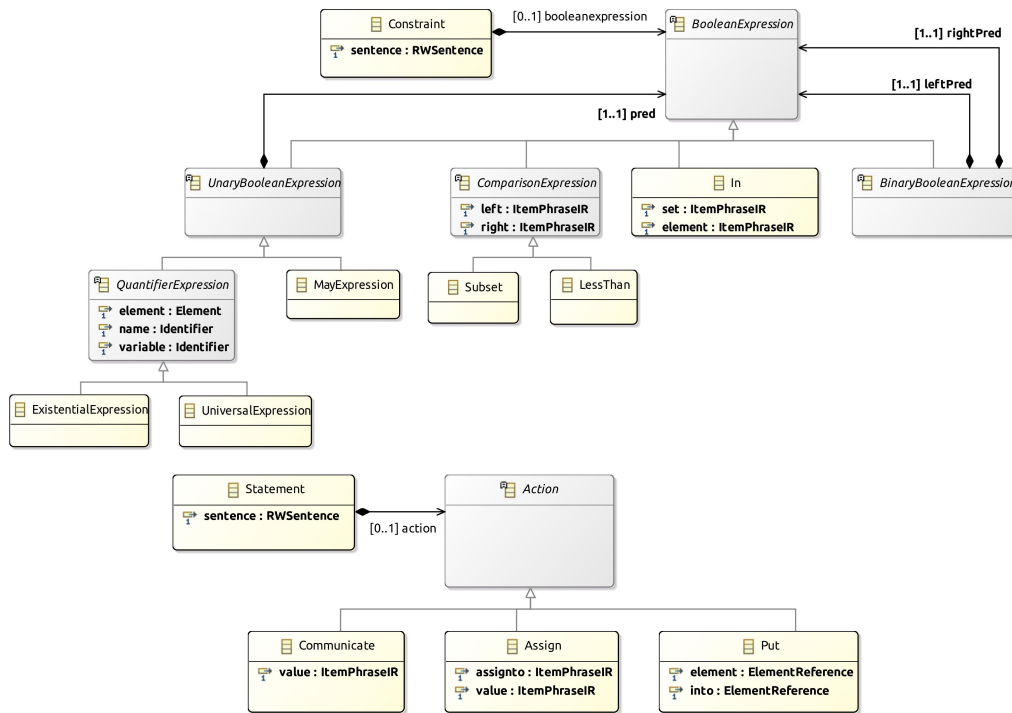 Constraint
sentence : RWSentence
[0..1] booleanexpression
BooleanExpression
[1..1] rightPred
[1..1] leftPred
[1..1] pred
UnaryBooleanExpression
ComparisonExpression
left : ItemPhraseIR
right : ItemPhraseIR
In
set : ItemPhraseIR
element : ItemPhraseIR
BinaryBooleanExpression
QuantifierExpression
element : Element
name : Identifier
variable : Identifier
MayExpression
Subset
LessThan
ExistentialExpression
UniversalExpression
Statement
sentence : RWSentence
[0..1] action
Action
Communicate
value : ItemPhraseIR
Assign
assignto : ItemPhraseIR
value : ItemPhraseIR
Put
element : ElementReference
into : ElementReference